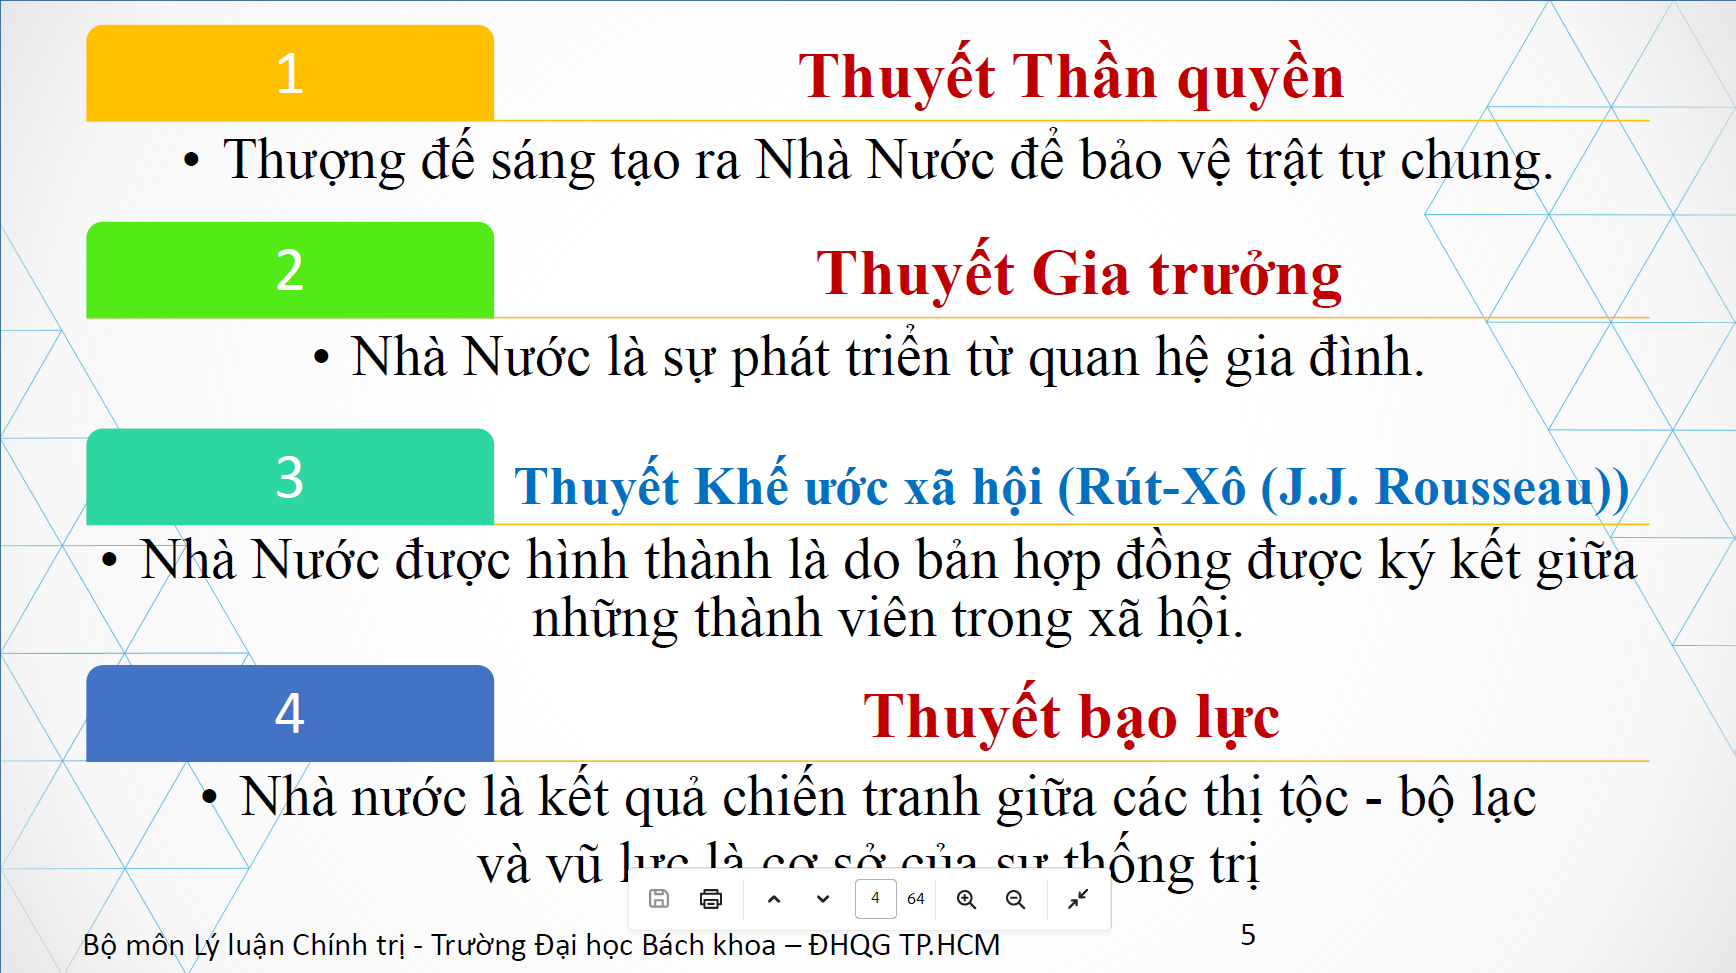 1
Thuyết Thần quyền
• Thượng đế sáng tạo ra Nhà Nước để bảo vệ trật tự chung.
2
Thuyết Gia trưởng
• Nhà Nước là sự phát triển từ quan hệ gia đình.
3
Thuyết Khế ước xã hội (Rút-Xô (J.J. Rousseau))
• Nhà Nước được hình thành là do bản hợp đồng được ký kết giữa
những thành viên trong xã hội.
4
Thuyết bạo lực
• Nhà nước là kết quả chiến tranh giữa các thị tộc - bộ lạc
và vũ lực là cơ sở của sự thống trị
4 64
Bộ môn Lý luận Chính trị - Trường Đại học Bách khoa – ĐHQG TP.HCM
5